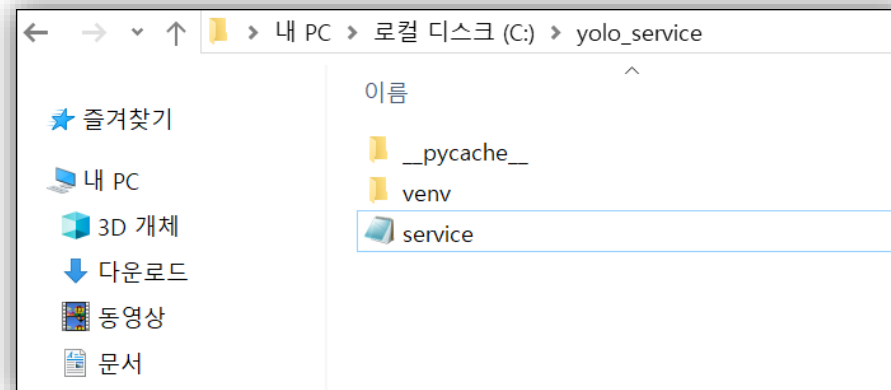 내 PC > 로컬 디스크 (C:) > yolo_service
이름
즐겨찾기
내 PC
3D 개체
다운로드
동영상
문서
__pycache__
venv
service